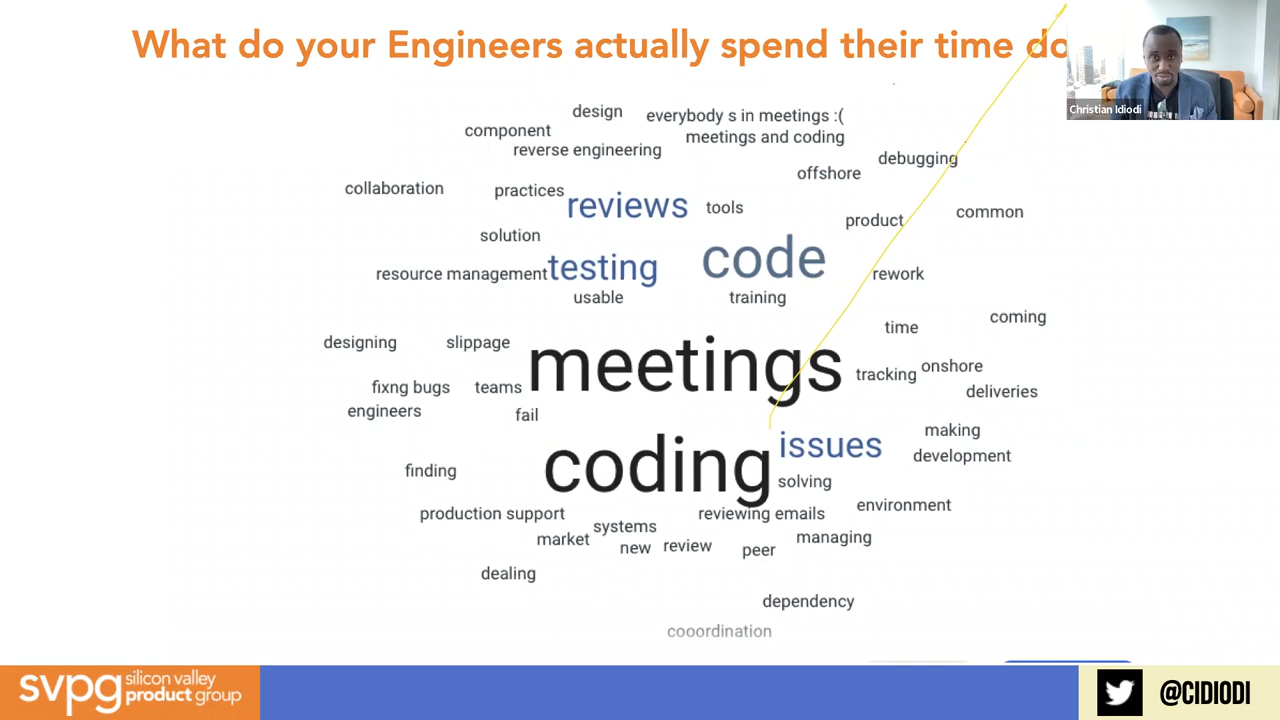 What do your Engineers actually spend their time do
Christian Idiodi
design
everybody s in meetings :(
component
meetings and coding
reverse engineering
debugging
offshore
collaboration
practices
reviews
tools
common
product
solution
code
testing
resource management
rework
usable
training
coming
time
designing
slippage
meetings
onshore
tracking
fixng bugs
teams
deliveries
engineers
fail
making
issues
development
coding
finding
solving
environment
production support
reviewing emails
systems
market
managing
new
review
peer
dealing
dependency
cooordination
svpg silicon valley
product group
@CIDIODI